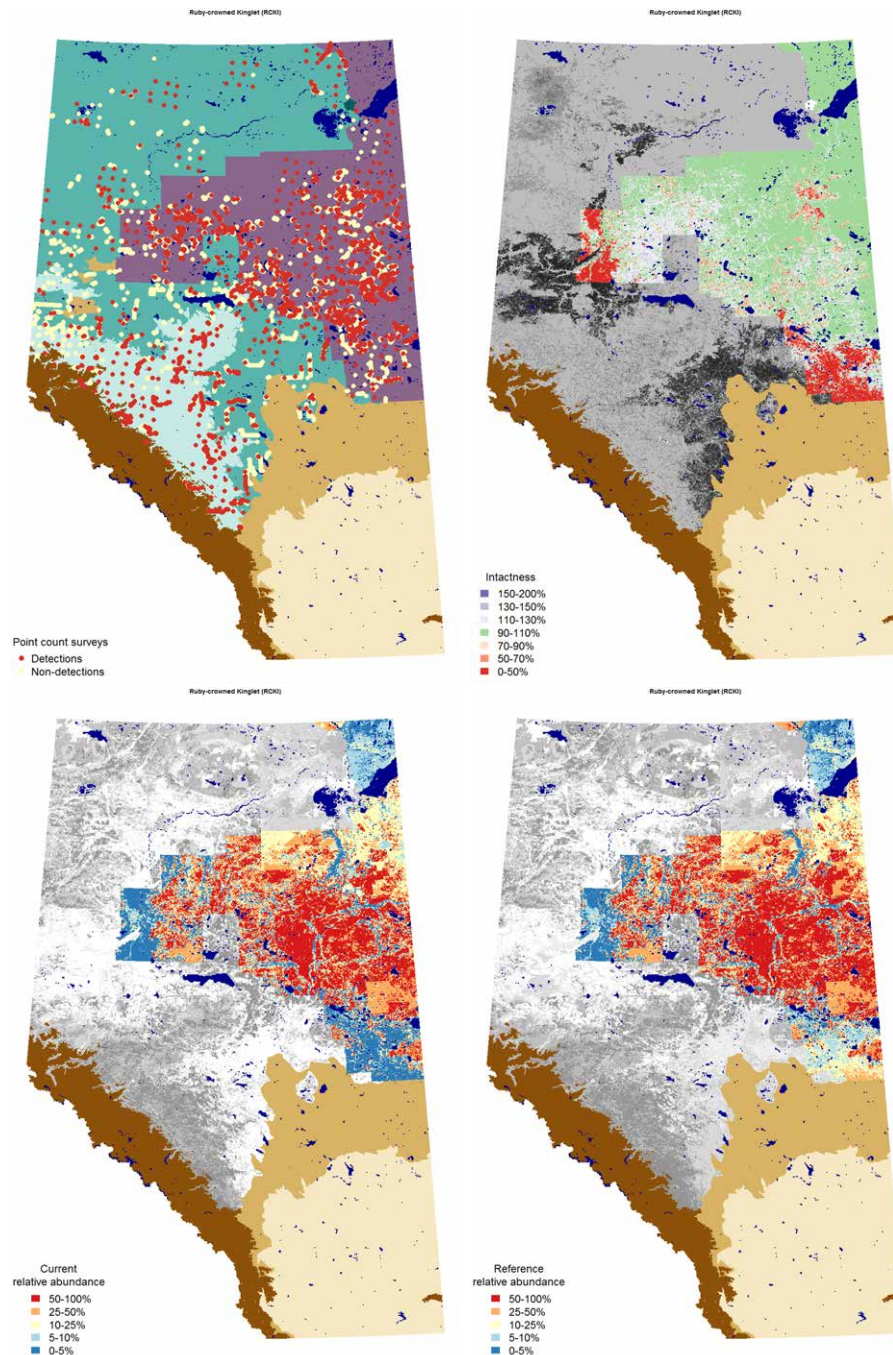 Ruby-crowned Kinglet (RCKI)
Point count surveys
Detections
Non-detections
Ruby-crowned Kinglet (RCKI)
Intactness
150-200%
130-150%
110-130%
90-110%
70-90%
50-70%
0-50%
Ruby-crowned Kinglet (RCKI)
Current
relative abundance
50-100%
25-50%
10-25%
5-10%
0-5%
Ruby-crowned Kinglet (RCKI)
Reference
relative abundance
50-100%
25-50%
10-25%
5-10%
0-5%